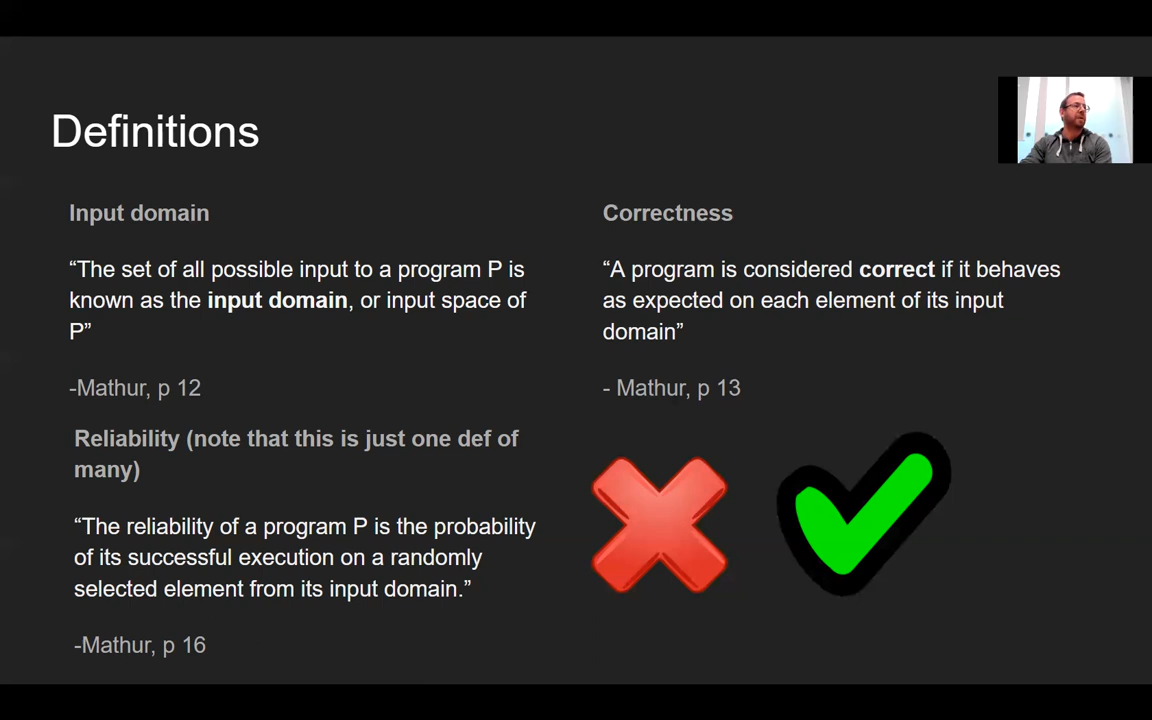 Definitions
Input domain
“The set of all possible input to a program P is
known as the input domain, or input space of
P”
-Mathur, p 12
Reliability (note that this is just one def of
many)
“The reliability of a program P is the probability
of its successful execution on a randomly
selected element from its input domain.”
-Mathur, p 16
Correctness
“A program is considered correct if it behaves
as expected on each element of its input
domain”
- Mathur, p 13